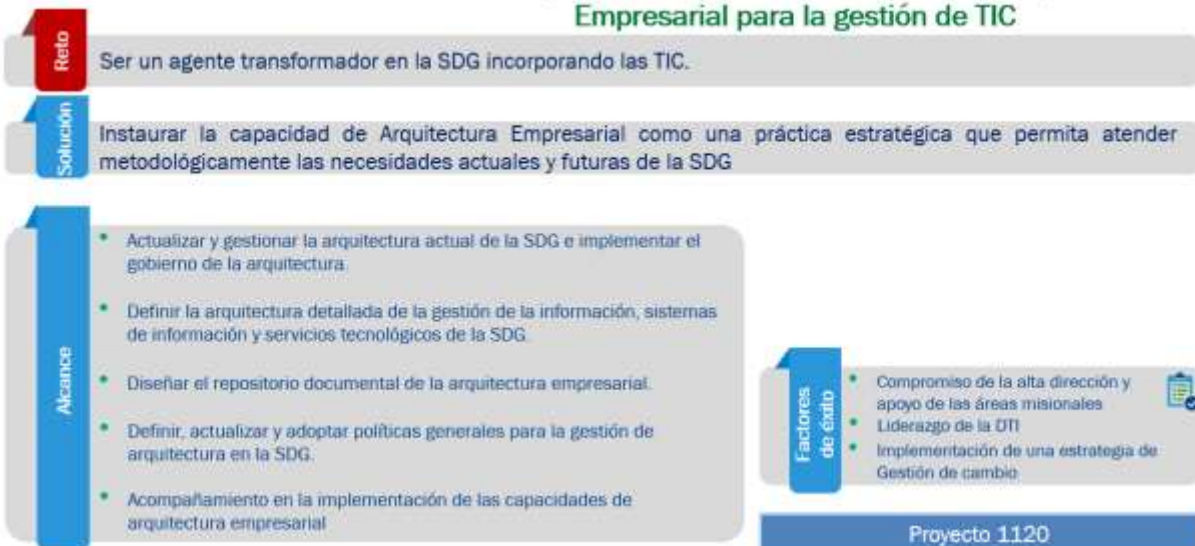 Empresarial para la gestión de TIC
Reto
Ser un agente transformador en la SDG incorporando las TIC.
Solución
Instaurar la capacidad de Arquitectura Empresarial como una práctica estratégica que permita atender
metodológicamente las necesidades actuales y futuras de la SDG
Alcance
• Actualizar y gestionar la arquitectura actual de la SDG e implementar el
gobierno de la arquitectura.
• Definir la arquitectura detallada de la gestión de la información, sistemas
de información y servicios tecnológicos de la SDG.
• Diseñar el repositorio documental de la arquitectura empresarial.
• Definir, actualizar y adoptar políticas generales para la gestión de
arquitectura en la SDG.
• Acompañamiento en la implementación de las capacidades de
arquitectura empresarial
Factores
de éxito
• Compromiso de la alta dirección y
apoyo de las áreas misionales
• Liderazgo de la DTI
• Implementación de una estrategia de
Gestión de cambio
Proyecto 1120